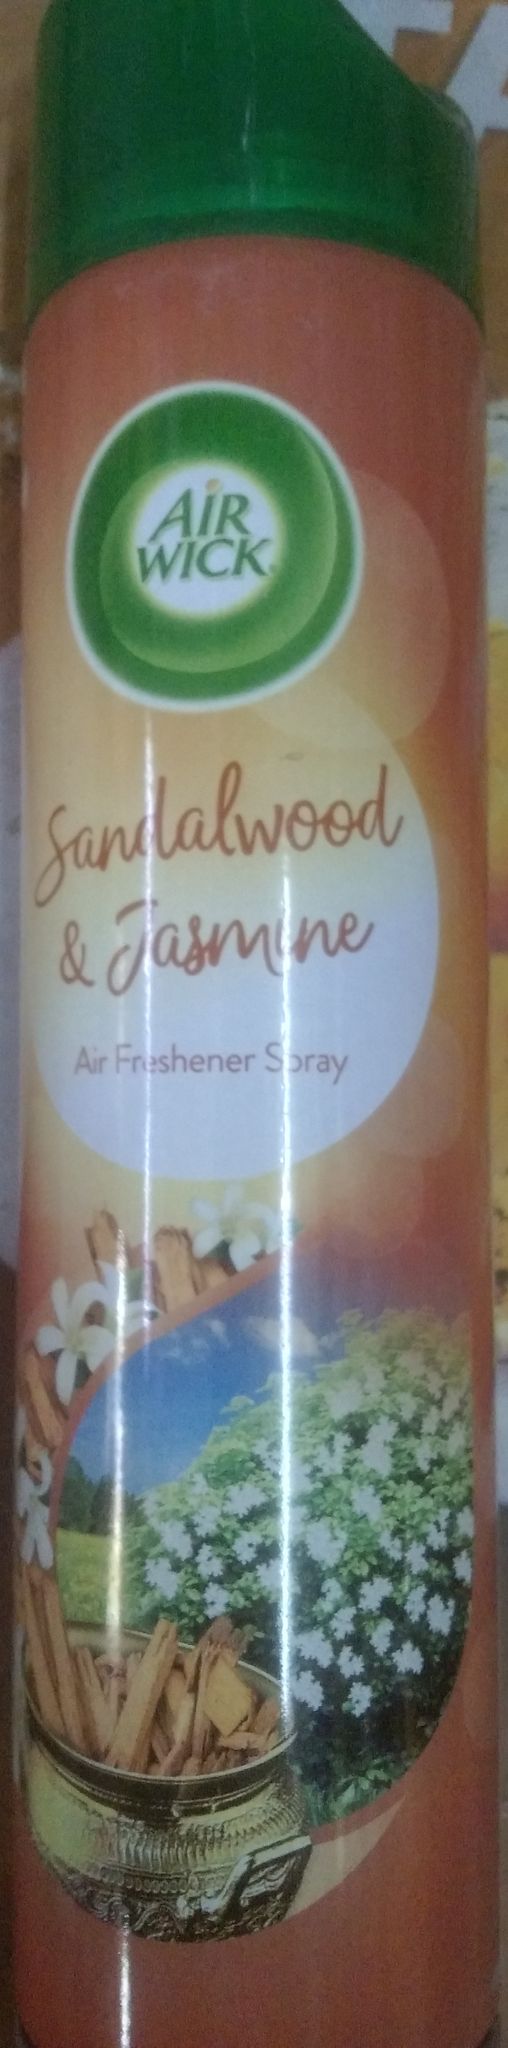 AIR
WICK
Sandalwood
& Jasmine
Air Freshener Spray